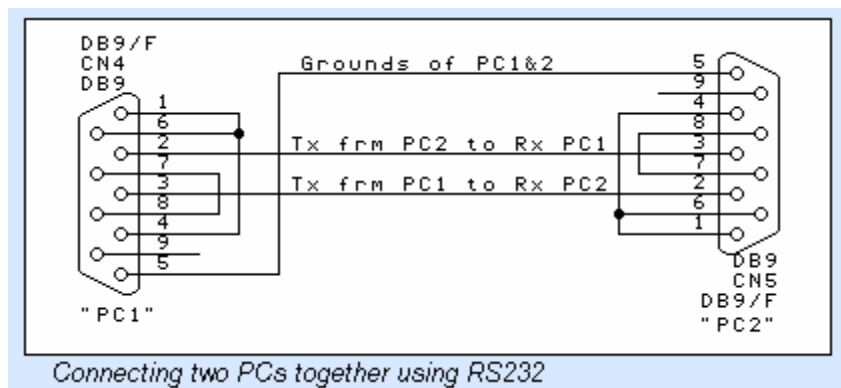 DB9/F
CN4
DB9
1
6
2
7
3
8
4
9
5
"PC1"
Grounds of PC1&2
Tx frm PC2 to Rx PC1
Tx frm PC1 to Rx PC2
5
9
4
8
3
7
2
6
1
DB9
CN5
DB9/F
"PC2"
Connecting two PCs together using RS232